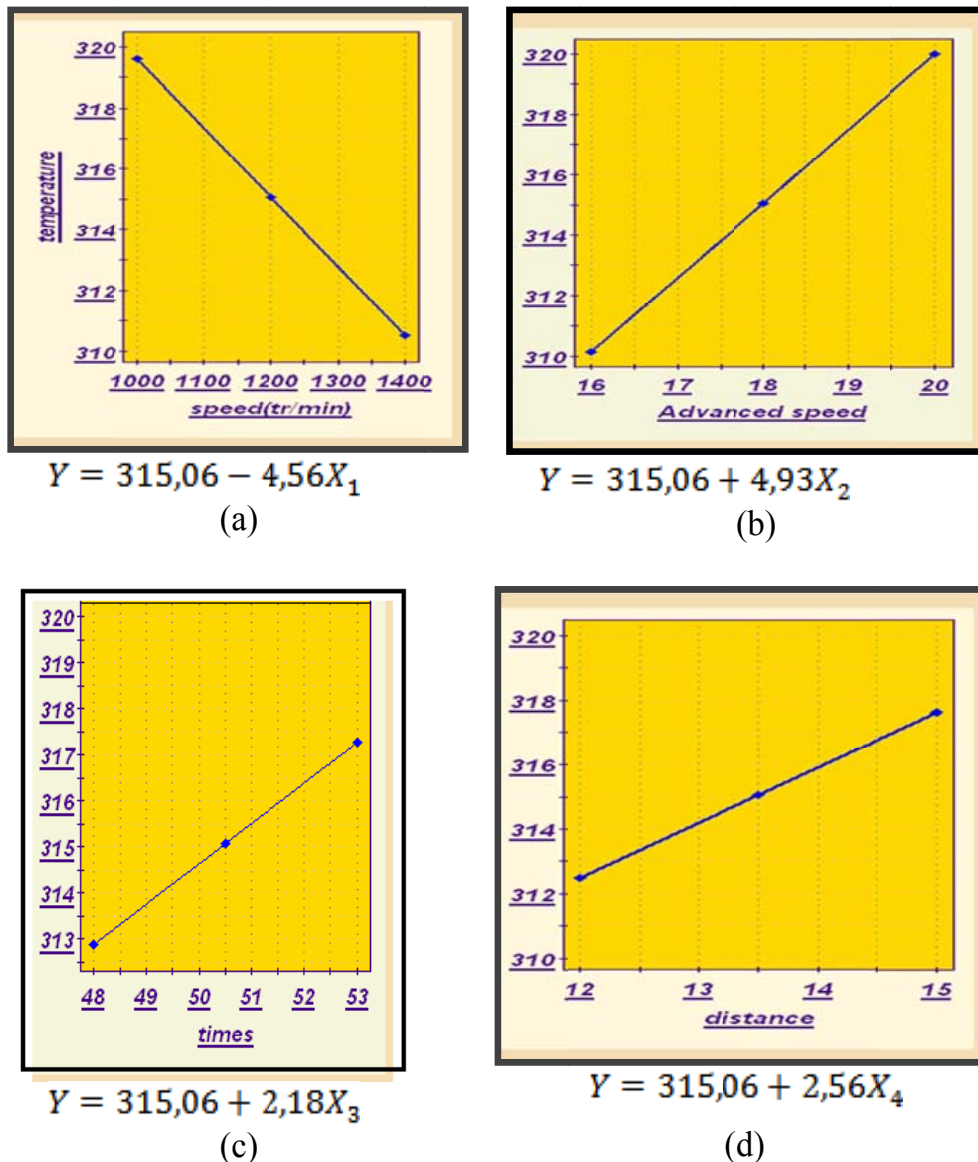 320
318
316
314
312
310
temperature
1000 1100 1200 1300 1400
speed(tr/min)
Y = 315,06 − 4,56X₁
(a)
320
318
316
314
312
310
16 17 18 19 20
Advanced speed
Y = 315,06 + 4,93X₂
(b)
320
319
318
317
316
315
314
313
48 49 50 51 52 53
times
Y = 315,06 + 2,18X₃
(c)
320
318
316
314
312
310
12 13 14 15
distance
Y = 315,06 + 2,56X₄
(d)